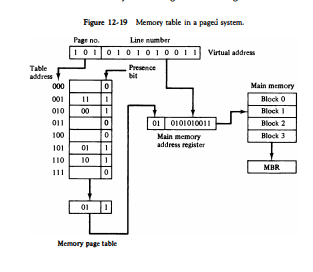 Figure 12-19 Memory table in a paged system.
Page no. Line number
1 0 1 0 1 0 1 0 1 0 0 1 1 Virtual address
Table address
Presence bit
000 0
001 11 1
010 00 1
011 0
100 0
101 01 1
110 10 1
111 0
01 1
Memory page table
01 0101010011
Main memory address register
Main memory
Block 0
Block 1
Block 2
Block 3
MBR